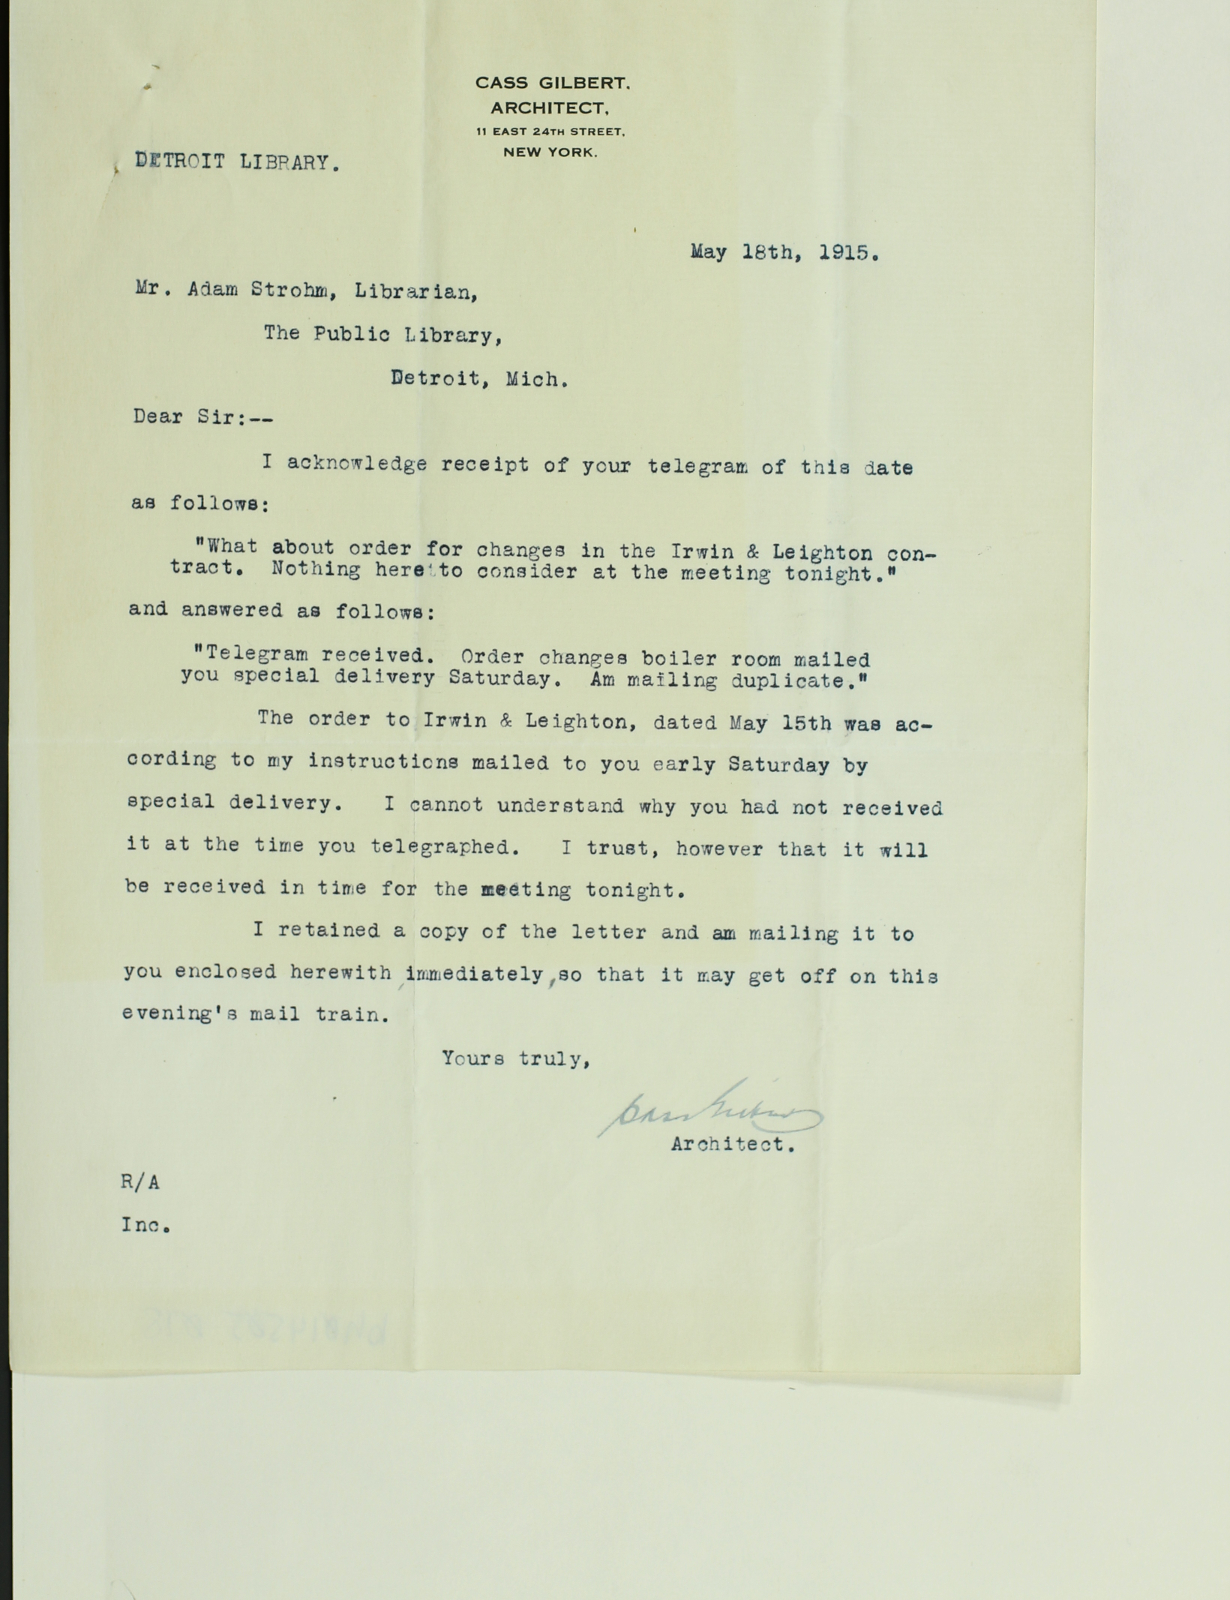 CASS GILBERT.
ARCHITECT,
11 EAST 24TH STREET,
NEW YORK.
DETROIT LIBRARY.
May 18th, 1915.
Mr. Adam Strohm, Librarian,
The Public Library,
Detroit, Mich.
Dear Sir:--
I acknowledge receipt of your telegram of this date
as follows:
"What about order for changes in the Irwin & Leighton con-
tract. Nothing here to consider at the meeting tonight."
and answered as follows:
"Telegram received. Order changes boiler room mailed
you special delivery Saturday. Am mailing duplicate."
The order to Irwin & Leighton, dated May 15th was ac-
cording to my instructions mailed to you early Saturday by
special delivery. I cannot understand why you had not received
it at the time you telegraphed. I trust, however that it will
be received in time for the meeting tonight.
I retained a copy of the letter and am mailing it to
you enclosed herewith, immediately, so that it may get off on this
evening's mail train.
Yours truly,
Cass Gilbert
Architect.
R/A
Inc.